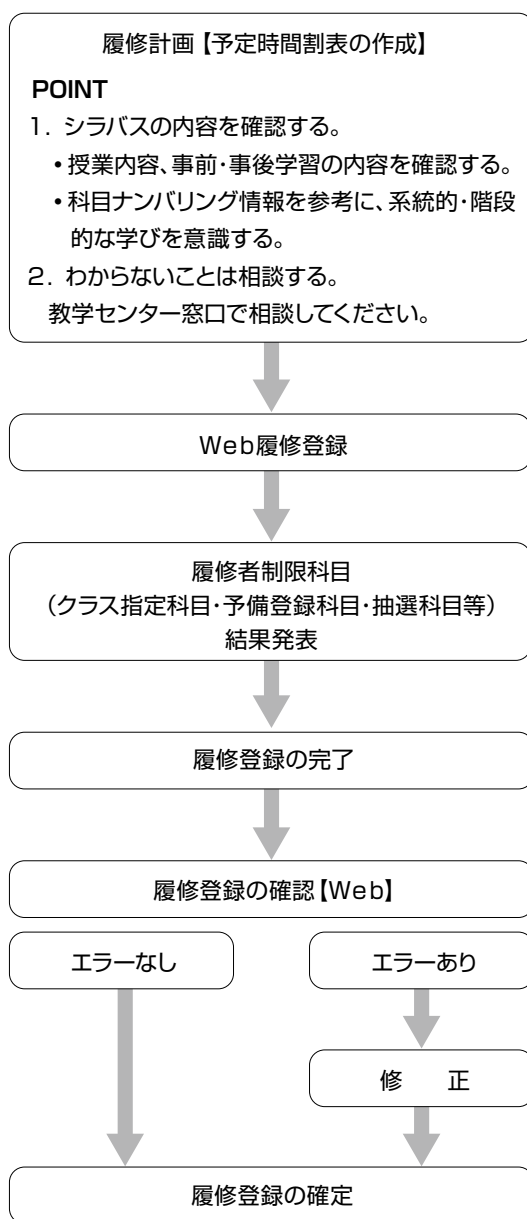 履修計画【予定時間割表の作成】
POINT
1. シラバスの内容を確認する。
•授業内容、事前・事後学習の内容を確認する。
•科目ナンバリング情報を参考に、系統的・階段
的な学びを意識する。
2. わからないことは相談する。
教学センター窓口で相談してください。
Web履修登録
履修者制限科目
（クラス指定科目・予備登録科目・抽選科目等）
結果発表
履修登録の完了
履修登録の確認【Web】
エラーなし
エラーあり
修　正
履修登録の確定